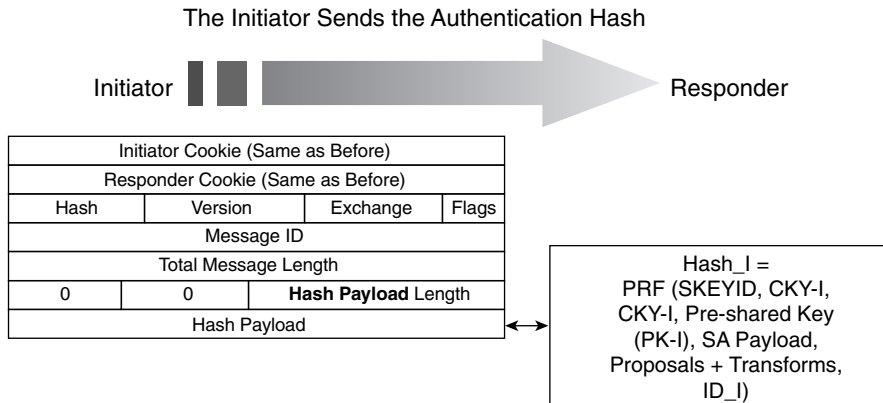 The Initiator Sends the Authentication Hash
Initiator
Responder
Initiator Cookie (Same as Before)
Responder Cookie (Same as Before)
Hash Version Exchange Flags
Message ID
Total Message Length
0 0 Hash Payload Length
Hash Payload
Hash_I =
PRF (SKEYID, CKY-I,
CKY-I, Pre-shared Key
(PK-I), SA Payload,
Proposals + Transforms,
ID_I)